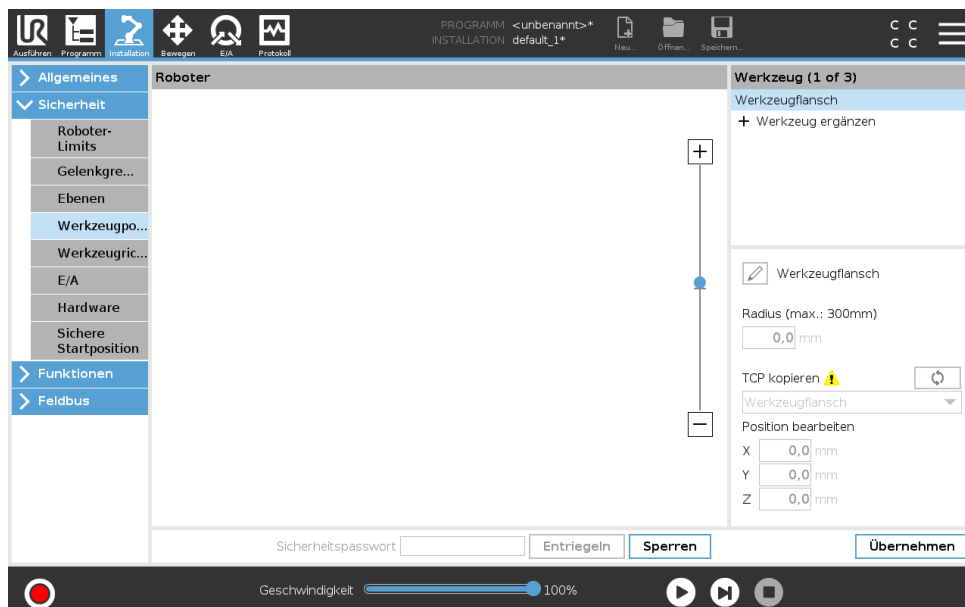 PROGRAMM <unbenannt>*
INSTALLATION default_1*
Ausführen Programm Installation Bewegen E/A Protokoll Neu... Öffnen... Speichern...
C C
C C
Allgemeines
Sicherheit
Roboter-
Limits
Gelenkgre...
Ebenen
Werkzeugpo...
Werkzeugric...
E/A
Hardware
Sichere
Startposition
Funktionen
Feldbus
Roboter
Werkzeug (1 of 3)
Werkzeugflansch
+ Werkzeug ergänzen
Werkzeugflansch
Radius (max.: 300mm)
0,0 mm
TCP kopieren
Werkzeugflansch
Position bearbeiten
X 0,0 mm
Y 0,0 mm
Z 0,0 mm
Sicherheitspasswort Entriegeln Sperren Übernehmen
Geschwindigkeit 100%